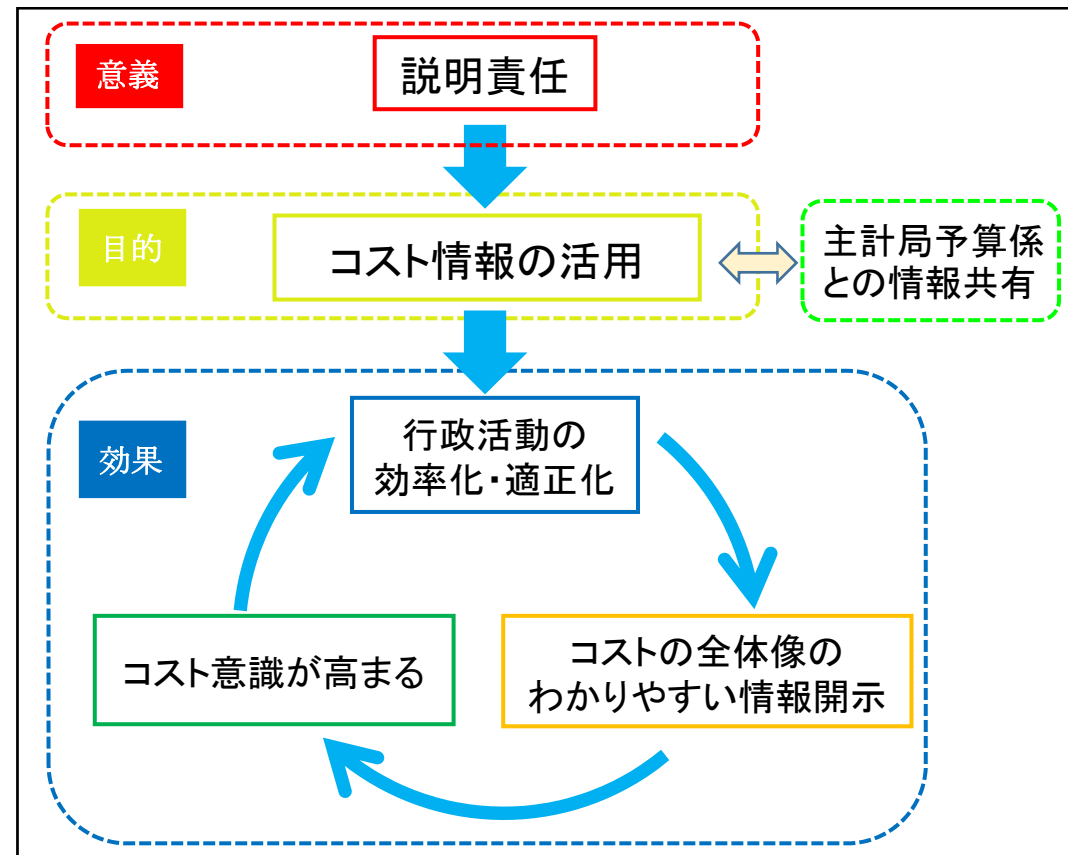 意義
説明責任
目的
コスト情報の活用
主計局予算係
との情報共有
効果
行政活動の
効率化・適正化
コスト意識が高まる
コストの全体像の
わかりやすい情報開示